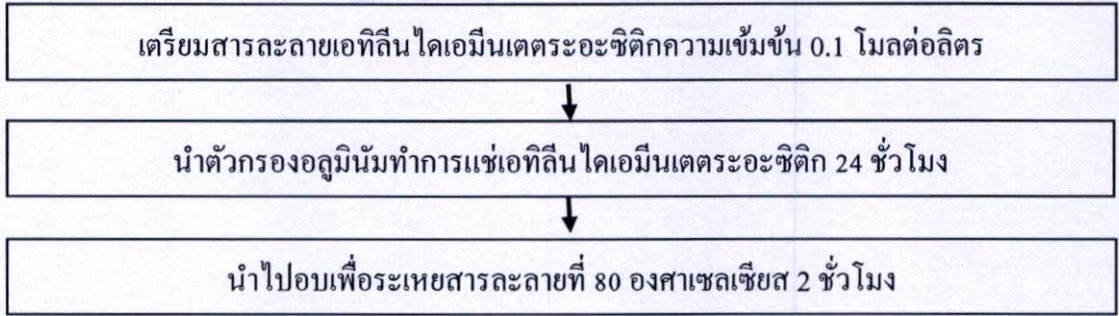 เตรียมสารละลายเอทิลีนไดเอมีนเตตระอะซิติกความเข้มข้น 0.1 โมลต่อลิตร
นำตัวกรองอลูมินัมทำการแช่เอทิลีนไดเอมีนเตตระอะซิติก 24 ชั่วโมง
นำไปอบเพื่อระเหยสารละลายที่ 80 องศาเซลเซียส 2 ชั่วโมง